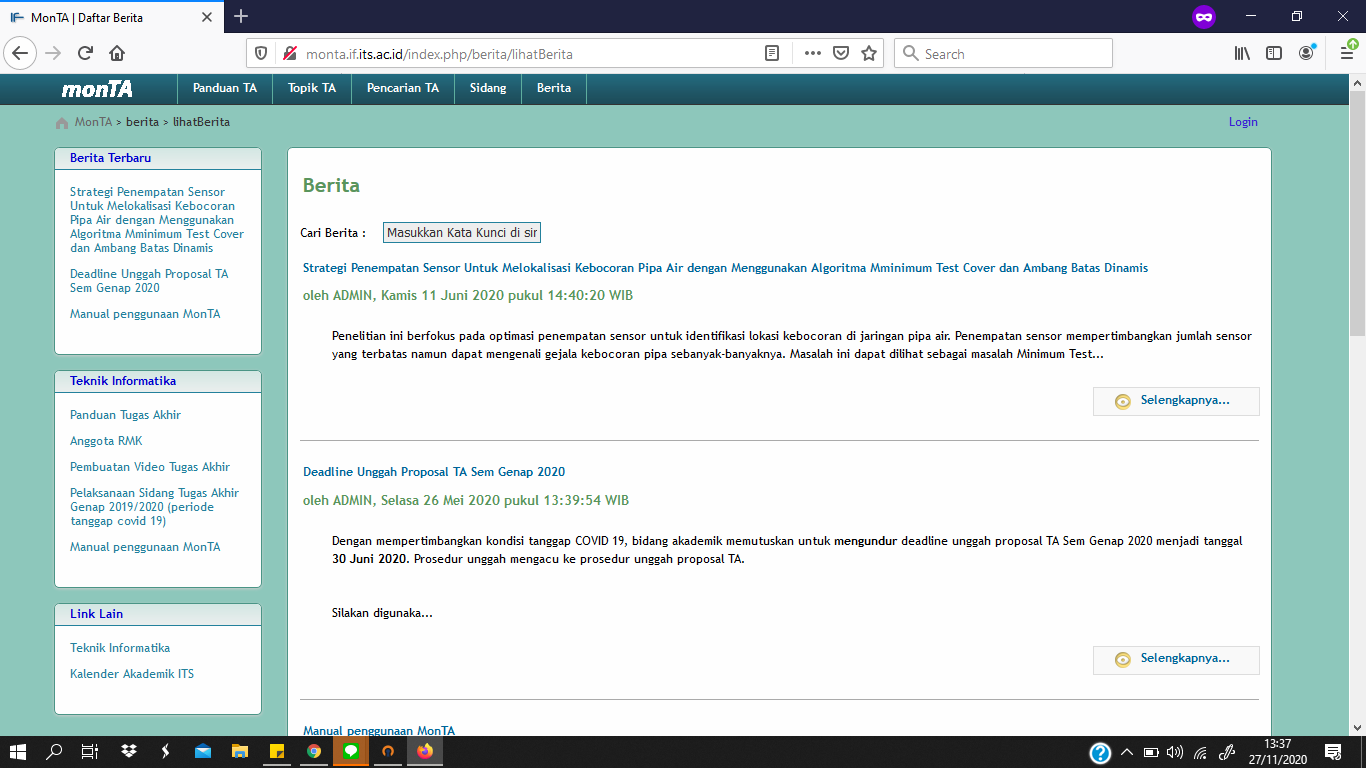 MonTA | Daftar Berita
monta.if.its.ac.id/index.php/berita/lihatBerita
Search
monTA
Panduan TA
Topik TA
Pencarian TA
Sidang
Berita
MonTA > berita > lihatBerita
Login
Berita Terbaru
Strategi Penempatan Sensor
Untuk Melokalisasi Kebocoran
Pipa Air dengan Menggunakan
Algoritma Mminimum Test Cover
dan Ambang Batas Dinamis
Deadline Unggah Proposal TA
Sem Genap 2020
Manual penggunaan MonTA
Teknik Informatika
Panduan Tugas Akhir
Anggota RMK
Pembuatan Video Tugas Akhir
Pelaksanaan Sidang Tugas Akhir
Genap 2019/2020 (periode
tanggap covid 19)
Manual penggunaan MonTA
Link Lain
Teknik Informatika
Kalender Akademik ITS
Berita
Cari Berita :
Masukkan Kata Kunci di sir
Strategi Penempatan Sensor Untuk Melokalisasi Kebocoran Pipa Air dengan Menggunakan Algoritma Mminimum Test Cover dan Ambang Batas Dinamis
oleh ADMIN, Kamis 11 Juni 2020 pukul 14:40:20 WIB
Penelitian ini berfokus pada optimasi penempatan sensor untuk identifikasi lokasi kebocoran di jaringan pipa air. Penempatan sensor mempertimbangkan jumlah sensor
yang terbatas namun dapat mengenali gejala kebocoran pipa sebanyak-banyaknya. Masalah ini dapat dilihat sebagai masalah Minimum Test...
Selengkapnya...
Deadline Unggah Proposal TA Sem Genap 2020
oleh ADMIN, Selasa 26 Mei 2020 pukul 13:39:54 WIB
Dengan mempertimbangkan kondisi tanggap COVID 19, bidang akademik memutuskan untuk mengundur deadline unggah proposal TA Sem Genap 2020 menjadi tanggal
30 Juni 2020. Prosedur unggah mengacu ke prosedur unggah proposal TA.
Silakan digunaka...
Selengkapnya...
Manual penggunaan MonTA
13:37
27/11/2020